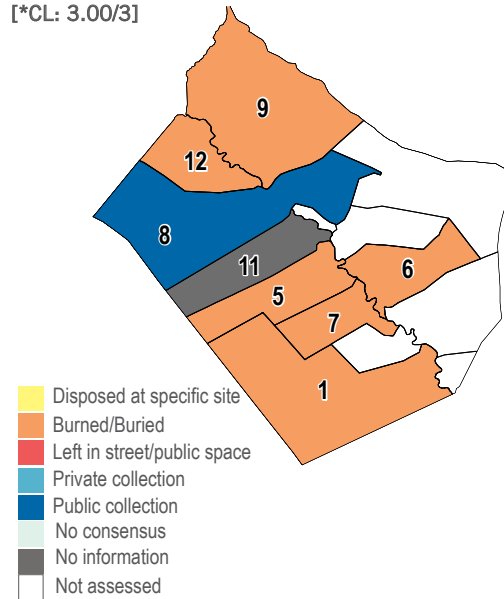 [*CL: 3.00/3]
9
12
8
11
6
5
7
1
Disposed at specific site
Burned/Buried
Left in street/public space
Private collection
Public collection
No consensus
No information
Not assessed